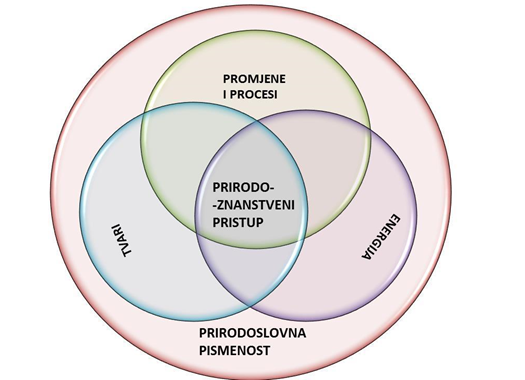 PROMJENE
I PROCESI
PRIRODO-
-ZNANSTVENI
PRISTUP
TVARI
ENERGIJA
PRIRODOSLOVNA
PISMENOST